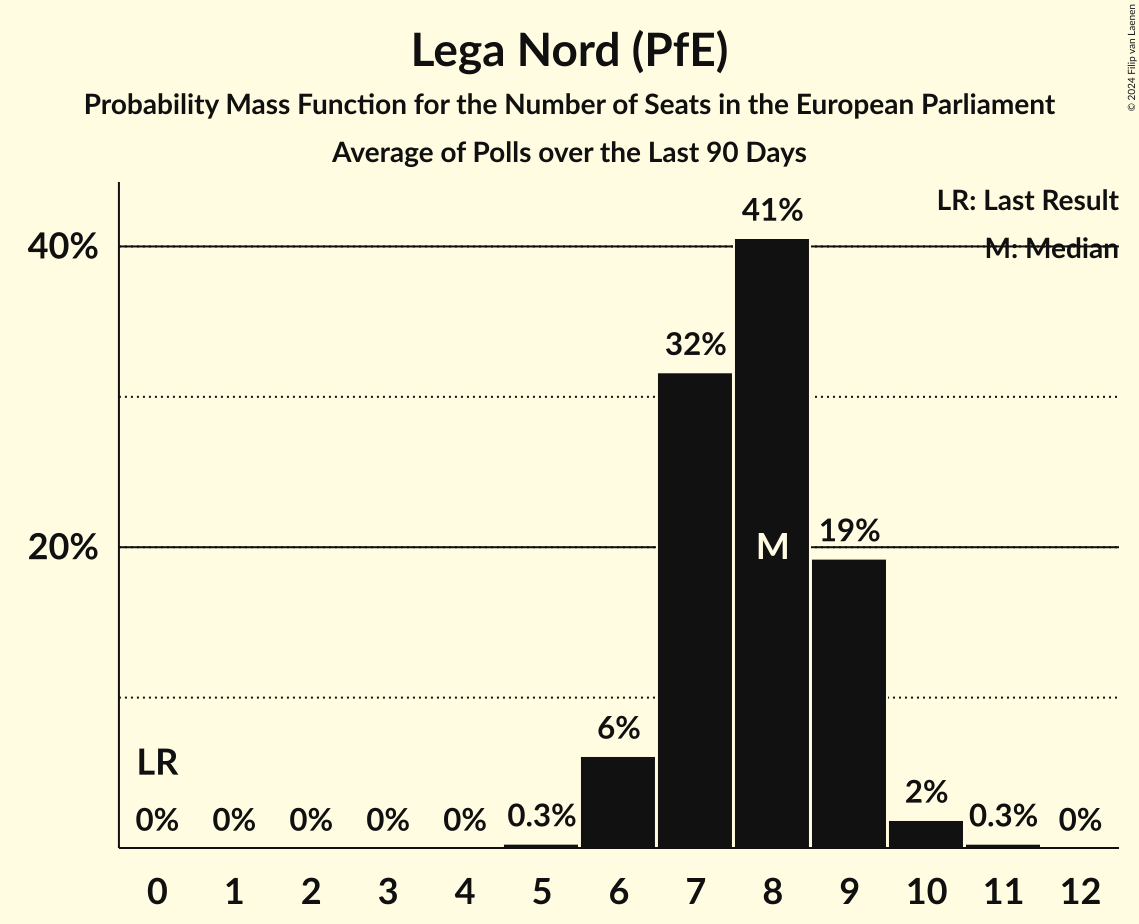 Lega Nord (PfE)
Probability Mass Function for the Number of Seats in the European Parliament
Average of Polls over the Last 90 Days
© 2024 Filip van Laenen
LR: Last Result
M: Median
40%
20%
41%
32%
M
19%
6%
LR
0%
0%
0%
0%
0%
0.3%
2%
0.3%
0%
0 1 2 3 4 5 6 7 8 9 10 11 12